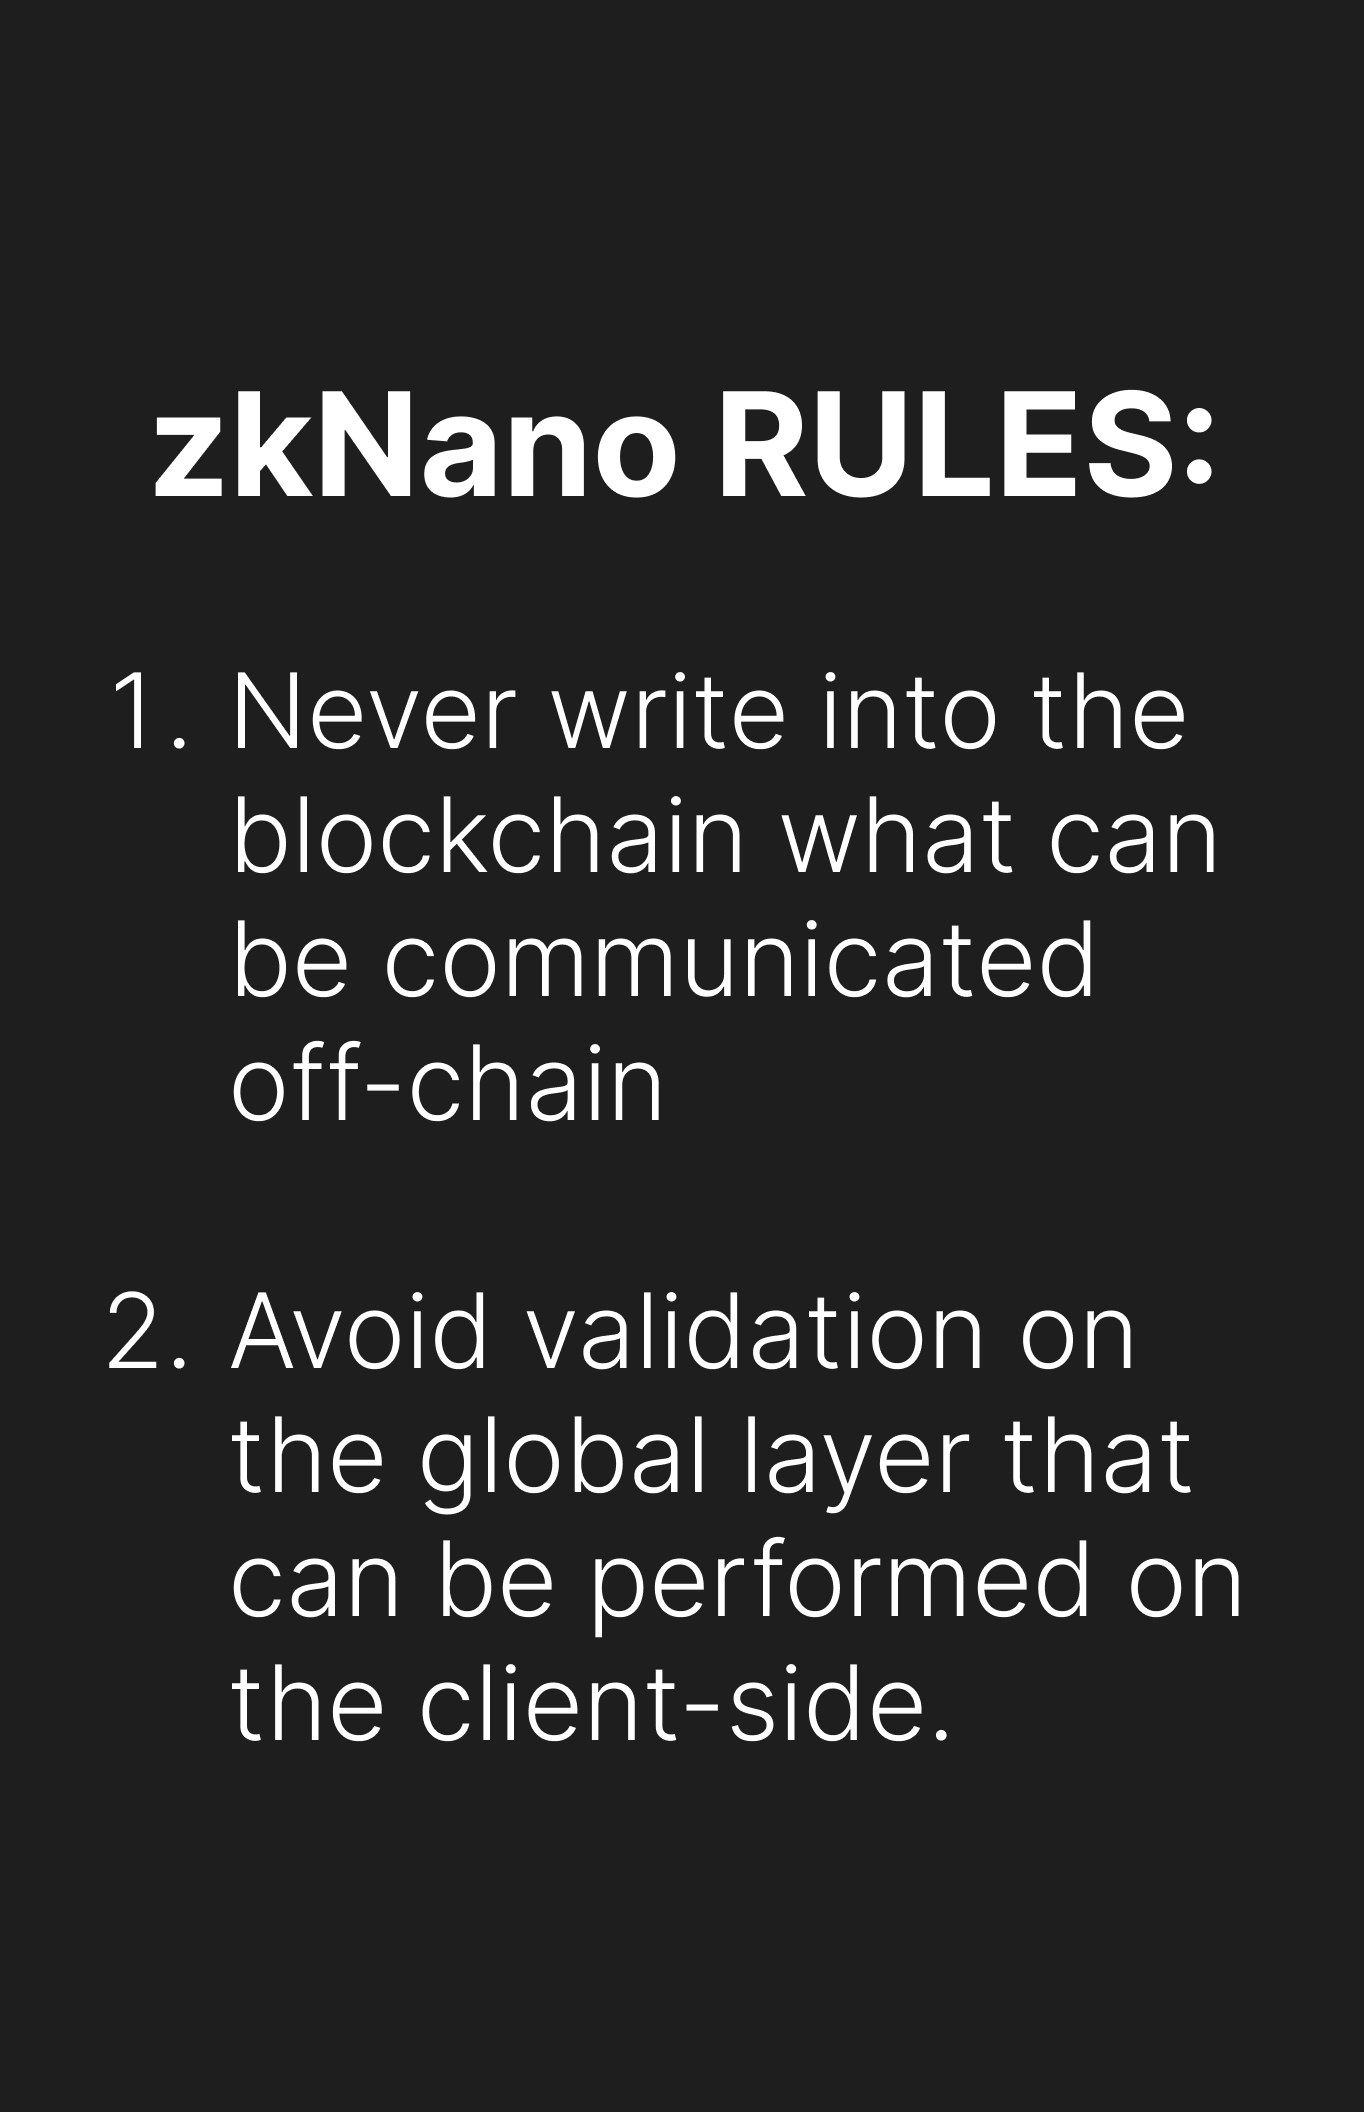 zkNano RULES:
1. Never write into the
blockchain what can
be communicated
off-chain
2. Avoid validation on
the global layer that
can be performed on
the client-side.